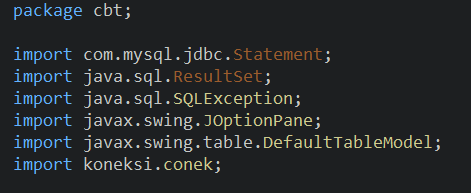 package cbt;
import com.mysql.jdbc.Statement;
import java.sql.ResultSet;
import java.sql.SQLException;
import javax.swing.JOptionPane;
import javax.swing.table.DefaultTableModel;
import koneksi.conek;